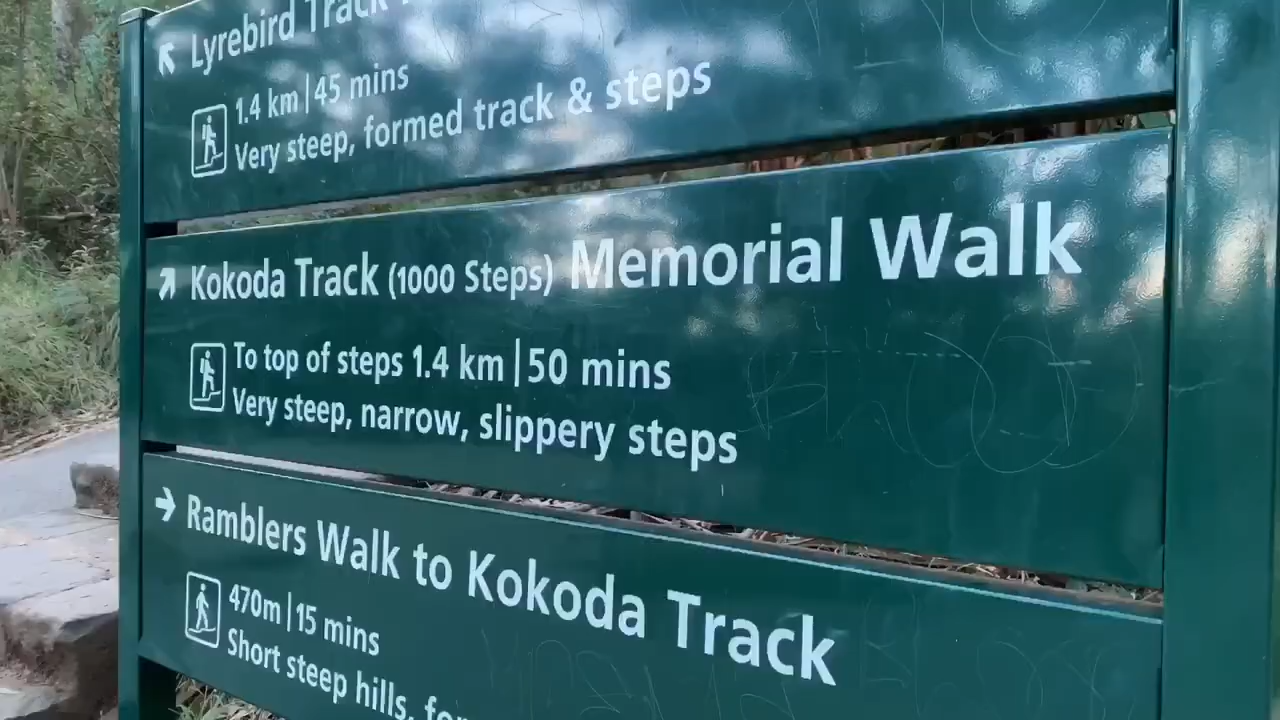 Lyrebird Track
1.4 km | 45 mins
Very steep, formed track & steps
Kokoda Track (1000 Steps) Memorial Walk
To top of steps 1.4 km | 50 mins
Very steep, narrow, slippery steps
Ramblers Walk to Kokoda Track
470m | 15 mins
Short steep hills,